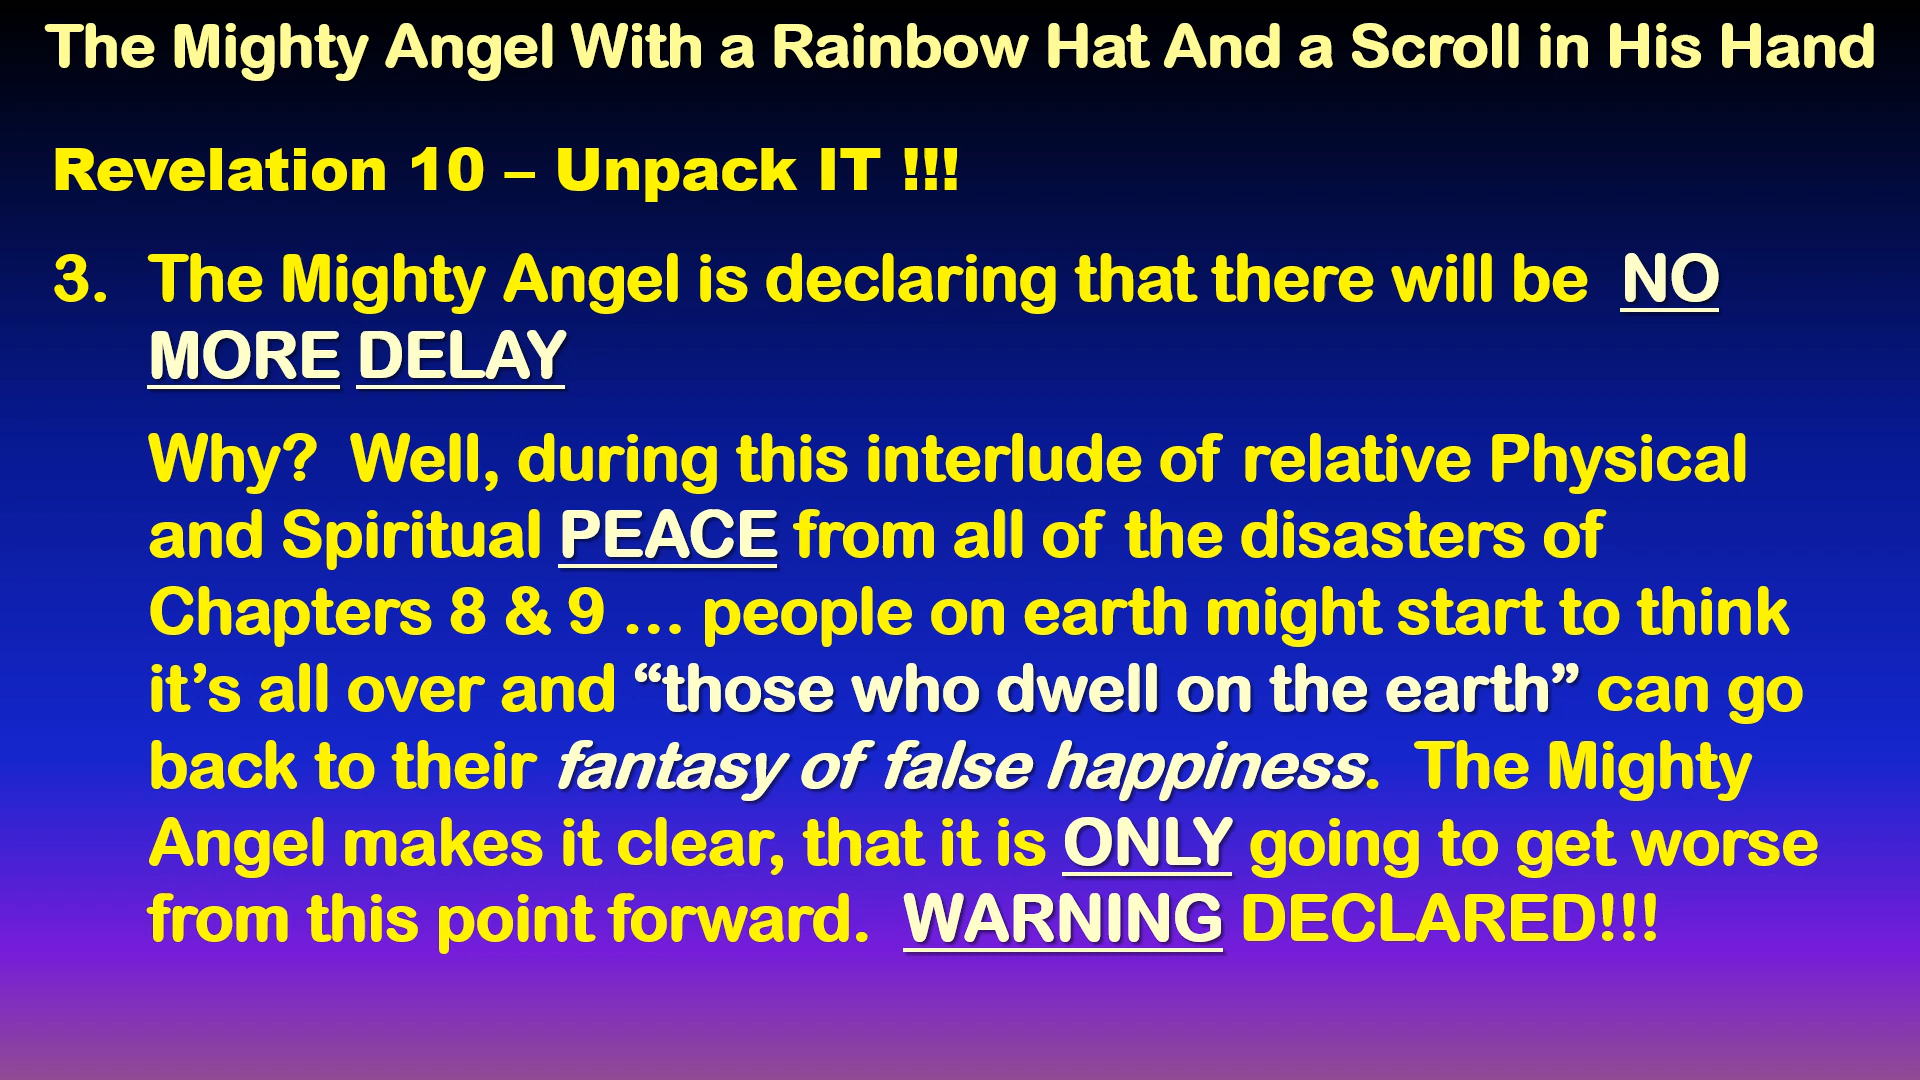 The Mighty Angel With a Rainbow Hat And a Scroll in His Hand
Revelation 10 – Unpack IT !!!
3. The Mighty Angel is declaring that there will be NO
MORE DELAY
Why? Well, during this interlude of relative Physical
and Spiritual PEACE from all of the disasters of
Chapters 8 & 9 … people on earth might start to think
it’s all over and “those who dwell on the earth” can go
back to their fantasy of false happiness. The Mighty
Angel makes it clear, that it is ONLY going to get worse
from this point forward. WARNING DECLARED!!!